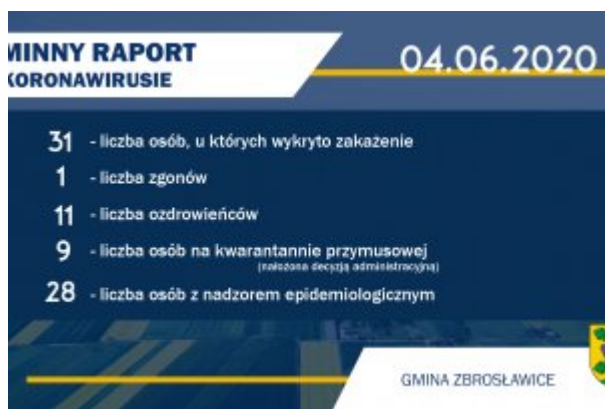 MINNY RAPORT
KORONAWIRUSIE
04.06.2020
31 - liczba osób, u których wykryto zakażenie
1 - liczba zgonów
11 - liczba ozdrowieńców
9 - liczba osób na kwarantannie przymusowej
(nałożona decyzją administracyjną)
28 - liczba osób z nadzorem epidemiologicznym
GMINA ZBROSŁAWICE